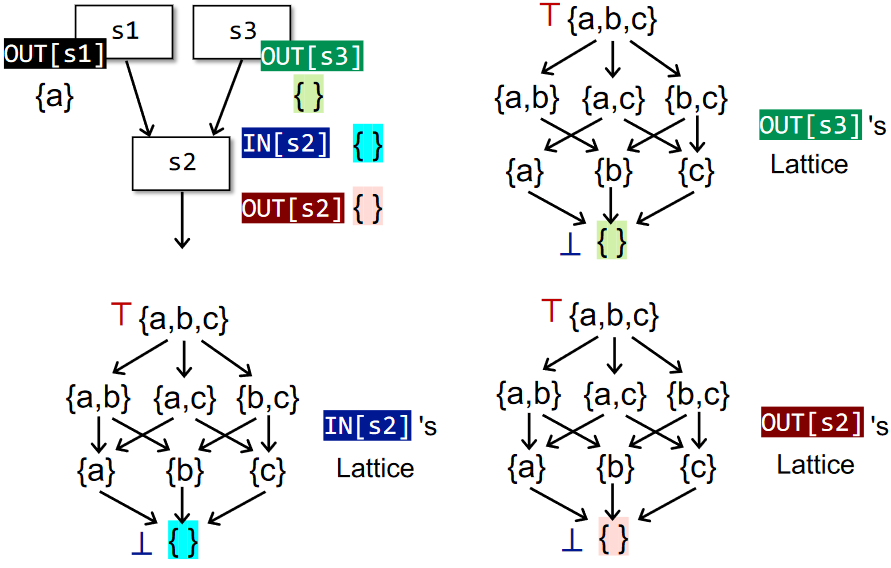 s1 s3
OUT[s1] OUT[s3]
{a} { }
s2 IN[s2] { }
OUT[s2] { }
⊤ {a,b,c}
{a,b} {a,c} {b,c}
{a} {b} {c}
⊥ { }
OUT[s3] 's
Lattice
⊤ {a,b,c}
{a,b} {a,c} {b,c}
{a} {b} {c}
⊥ { }
IN[s2] 's
Lattice
⊤ {a,b,c}
{a,b} {a,c} {b,c}
{a} {b} {c}
⊥ { }
OUT[s2] 's
Lattice